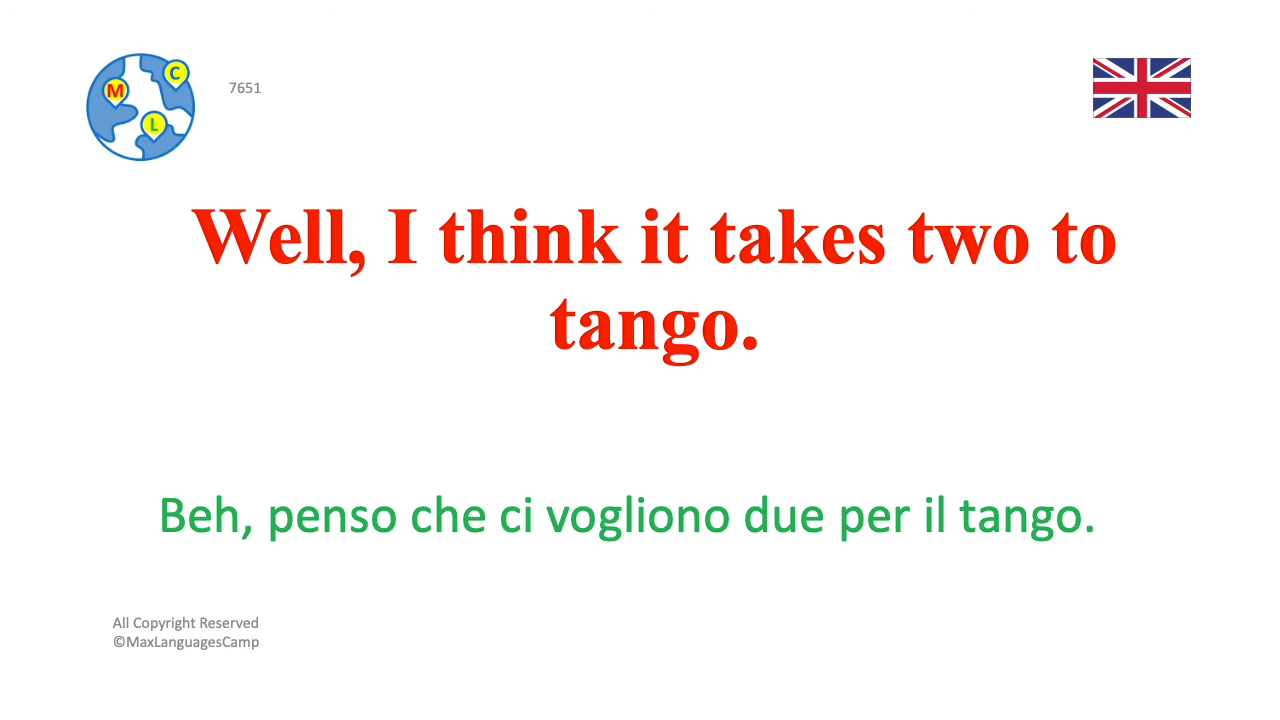 C
M
L
7651
Well, I think it takes two to
tango.
Beh, penso che ci vogliono due per il tango.
All Copyright Reserved
©MaxLanguagesCamp